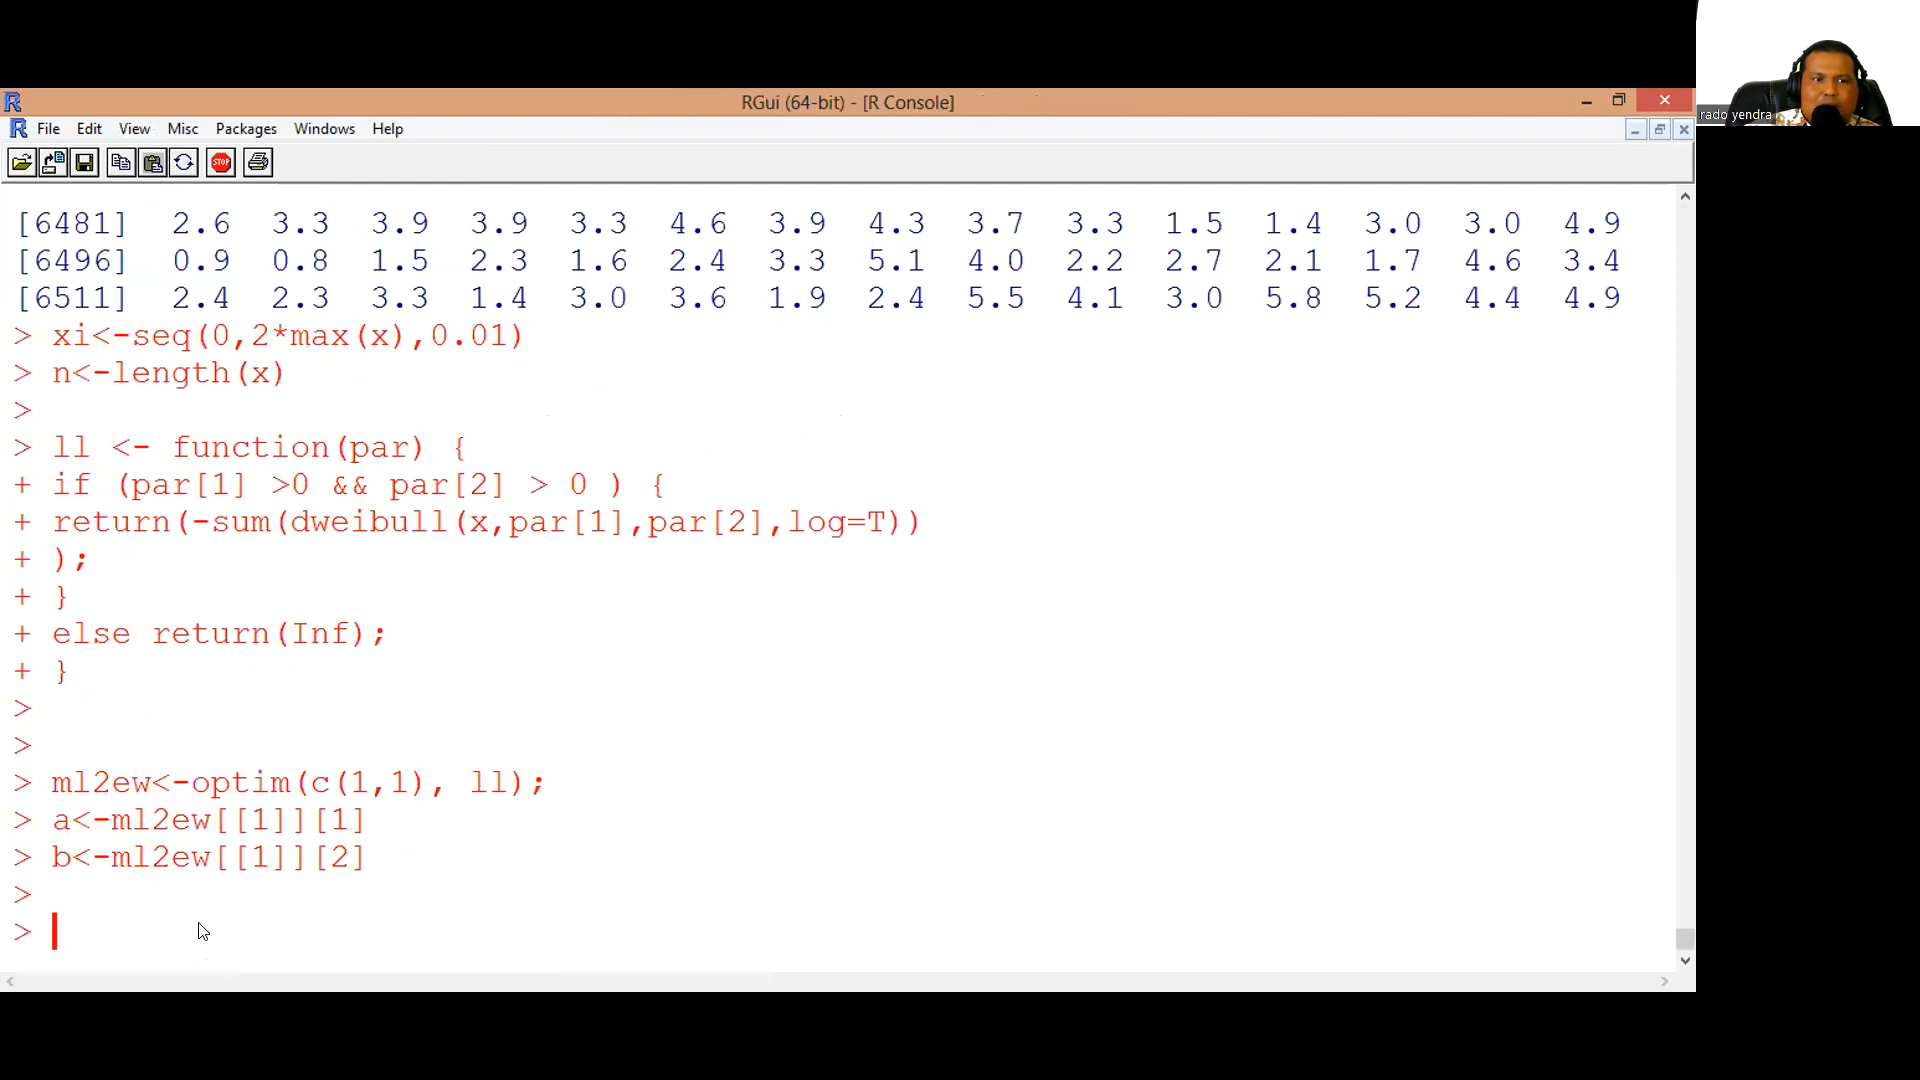 RGui (64-bit) - [R Console]
File Edit View Misc Packages Windows Help
STOP
rado yendra
[6481] 2.6 3.3 3.9 3.9 3.3 4.6 3.9 4.3 3.7 3.3 1.5 1.4 3.0 3.0 4.9
[6496] 0.9 0.8 1.5 2.3 1.6 2.4 3.3 5.1 4.0 2.2 2.7 2.1 1.7 4.6 3.4
[6511] 2.4 2.3 3.3 1.4 3.0 3.6 1.9 2.4 5.5 4.1 3.0 5.8 5.2 4.4 4.9
> xi<-seq(0,2*max(x),0.01)
> n<-length(x)
>
> ll <- function(par) {
+ if (par[1] >0 && par[2] > 0 ) {
+ return(-sum(dweibull(x,par[1],par[2],log=T))
+ );
+ }
+ else return(Inf);
+ }
>
>
> ml2ew<-optim(c(1,1), ll);
> a<-ml2ew[[1]][1]
> b<-ml2ew[[1]][2]
>
>